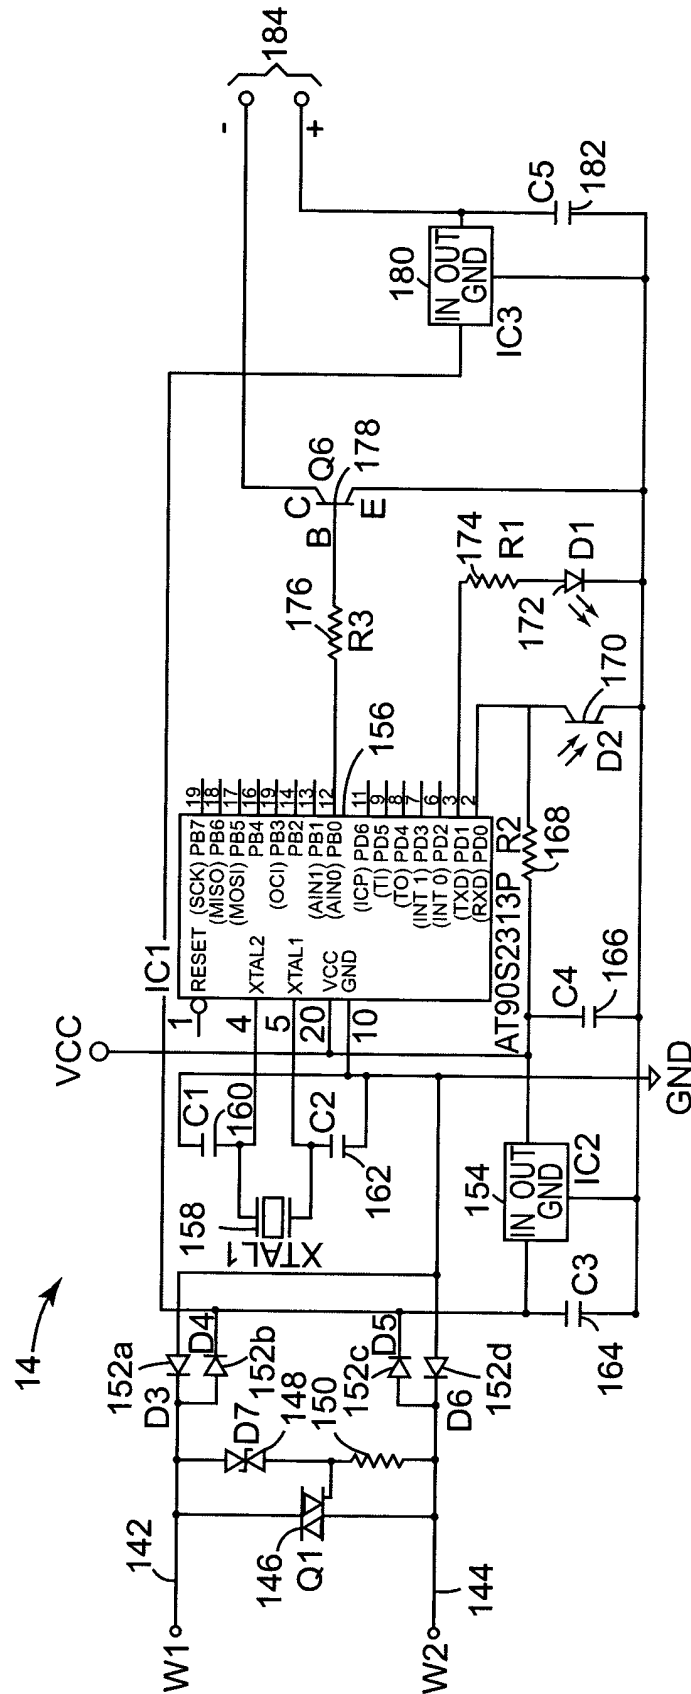 14
W1
142
W2
144
146
Q1
D7
148
150
152a
D3
D4
152b
152c
D5
D6
152d
C3
164
158
XTAL1
C1
160
C2
162
VCC
GND
154
IN OUT
GND
IC2
C4
166
IC1
1
4
5
20
10
RESET
XTAL2
XTAL1
VCC
GND
(SCK) PB7 19
(MISO) PB6 18
(MOSI) PB5 17
PB4 16
(OCI) PB3 19
PB2 14
(AIN1) PB1 13
(AIN0) PB0 12
(ICP) PD6 11
(TI) PD5 9
(TO) PD4 8
(INT 1) PD3 7
(INT 0) PD2 6
(TXD) PD1 3
(RXD) PD0 2
AT90S2313P
156
R2
168
176
R3
D2
170
172
D1
174
R1
B
C
E
Q6
178
180
IN OUT
GND
IC3
C5
182
-
+
184